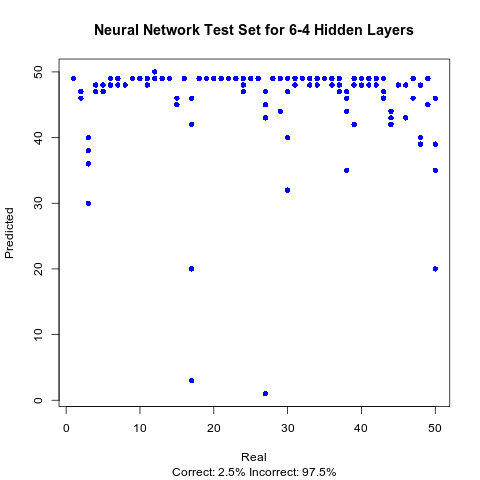 Neural Network Test Set for 6-4 Hidden Layers
Predicted
50
40
30
20
10
0
0 10 20 30 40 50
Real
Correct: 2.5% Incorrect: 97.5%